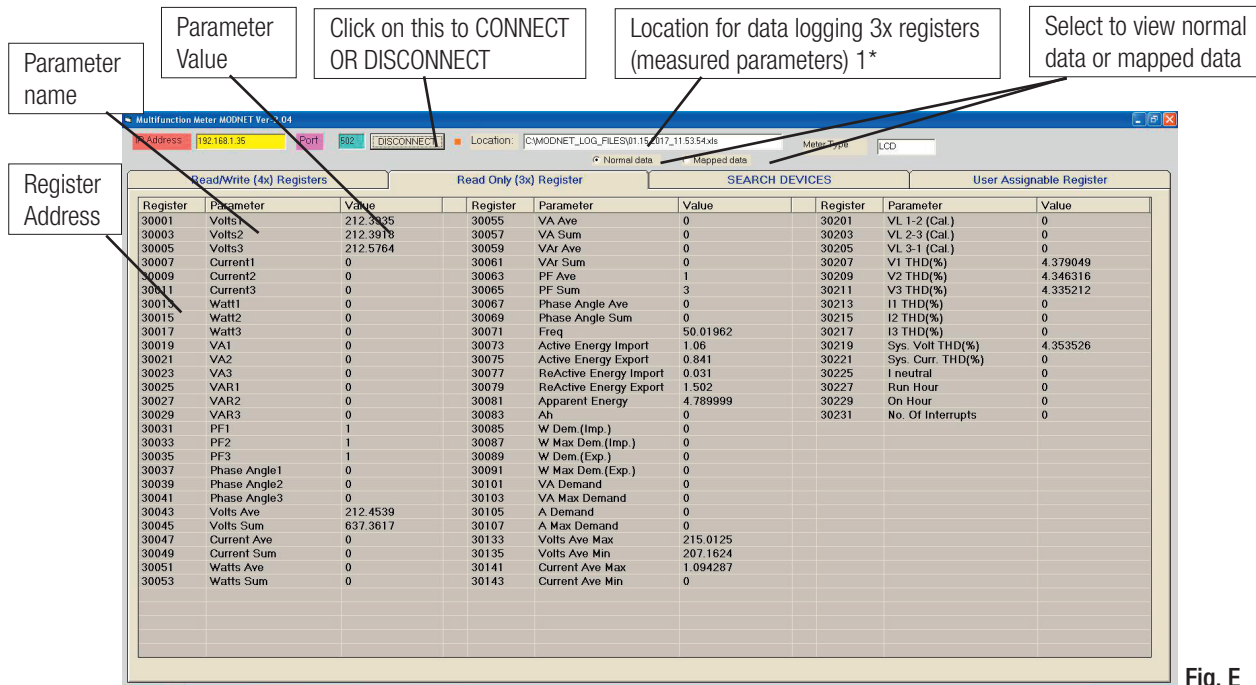 Parameter
name
Parameter
Value
Click on this to CONNECT
OR DISCONNECT
Location for data logging 3x registers
(measured parameters) 1*
Select to view normal
data or mapped data
Register
Address
Multifunction Meter MODNET Ver-2.04
IP Address 192.168.1.35 Port 502 DISCONNECT Location: C:\MODNET_LOG_FILES\01.15.2017_11.53.54.xls Meter Type LCD
Normal data Mapped data
Read/Write (4x) Registers Read Only (3x) Register SEARCH DEVICES User Assignable Register
Register Parameter Value Register Parameter Value Register Parameter Value
30001 Volts1 212.3935 30055 VA Ave 0 30201 VL 1-2 (Cal.) 0
30003 Volts2 212.3918 30057 VA Sum 0 30203 VL 2-3 (Cal.) 0
30005 Volts3 212.5764 30059 VAr Ave 0 30205 VL 3-1 (Cal.) 0
30007 Current1 0 30061 VAr Sum 0 30207 V1 THD(%) 4.379049
30009 Current2 0 30063 PF Ave 1 30209 V2 THD(%) 4.346316
30011 Current3 0 30065 PF Sum 3 30211 V3 THD(%) 4.335212
30013 Watt1 0 30067 Phase Angle Ave 0 30213 I1 THD(%) 0
30015 Watt2 0 30069 Phase Angle Sum 0 30215 I2 THD(%) 0
30017 Watt3 0 30071 Freq 50.01962 30217 I3 THD(%) 0
30019 VA1 0 30073 Active Energy Import 1.06 30219 Sys. Volt THD(%) 4.353526
30021 VA2 0 30075 Active Energy Export 0.841 30221 Sys. Curr. THD(%) 0
30023 VA3 0 30077 ReActive Energy Import 0.031 30225 I neutral 0
30025 VAR1 0 30079 ReActive Energy Export 1.502 30227 Run Hour 0
30027 VAR2 0 30081 Apparent Energy 4.789999 30229 On Hour 0
30029 VAR3 0 30083 Ah 0 30231 No. Of Interrupts 0
30031 PF1 1 30085 W Dem.(Imp.) 0
30033 PF2 1 30087 W Max Dem.(Imp.) 0
30035 PF3 1 30089 W Dem.(Exp.) 0
30037 Phase Angle1 0 30091 W Max Dem.(Exp.) 0
30039 Phase Angle2 0 30101 VA Demand 0
30041 Phase Angle3 0 30103 VA Max Demand 0
30043 Volts Ave 212.4539 30105 A Demand 0
30045 Volts Sum 637.3617 30107 A Max Demand 0
30047 Current Ave 0 30133 Volts Ave Max 215.0125
30049 Current Sum 0 30135 Volts Ave Min 207.1624
30051 Watts Ave 0 30141 Current Ave Max 1.094287
30053 Watts Sum 0 30143 Current Ave Min 0
Fig. E